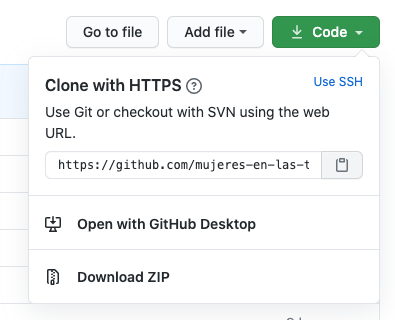 Go to file
Add file
Code
Clone with HTTPS
Use SSH
Use Git or checkout with SVN using the web
URL.
https://github.com/mujeres-en-las-t
Open with GitHub Desktop
Download ZIP